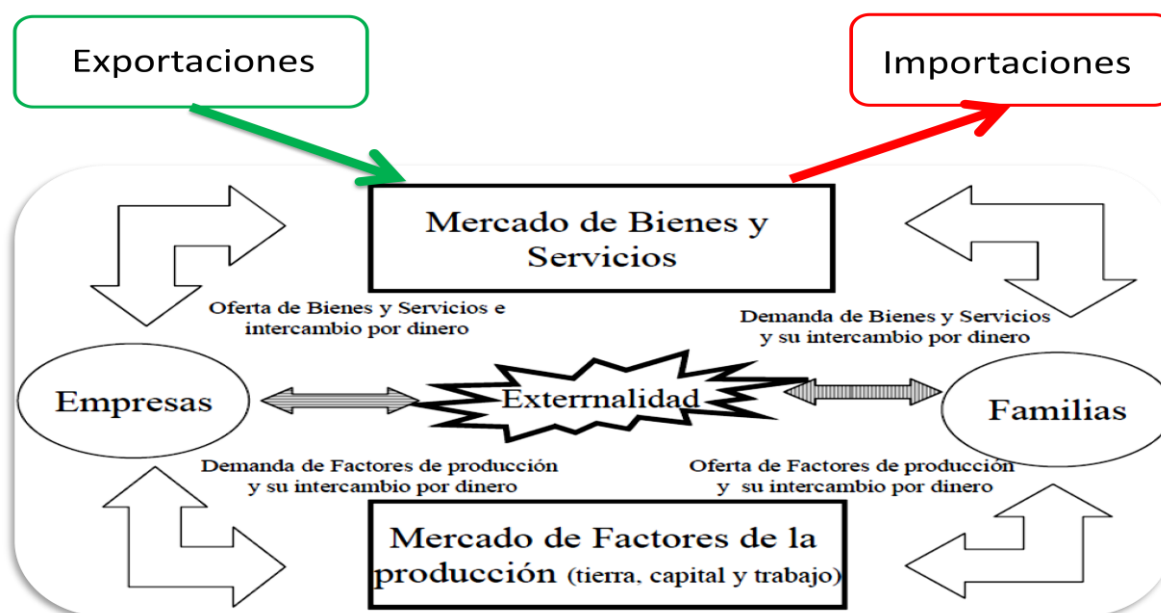 Exportaciones
Importaciones
Mercado de Bienes y
Servicios
Oferta de Bienes y Servicios e
intercambio por dinero
Demanda de Bienes y Servicios
y su intercambio por dinero
Empresas
Exterrnalidad
Familias
Demanda de Factores de producción
y su intercambio por dinero
Oferta de Factores de producción
y su intercambio por dinero
Mercado de Factores de la
producción (tierra, capital y trabajo)